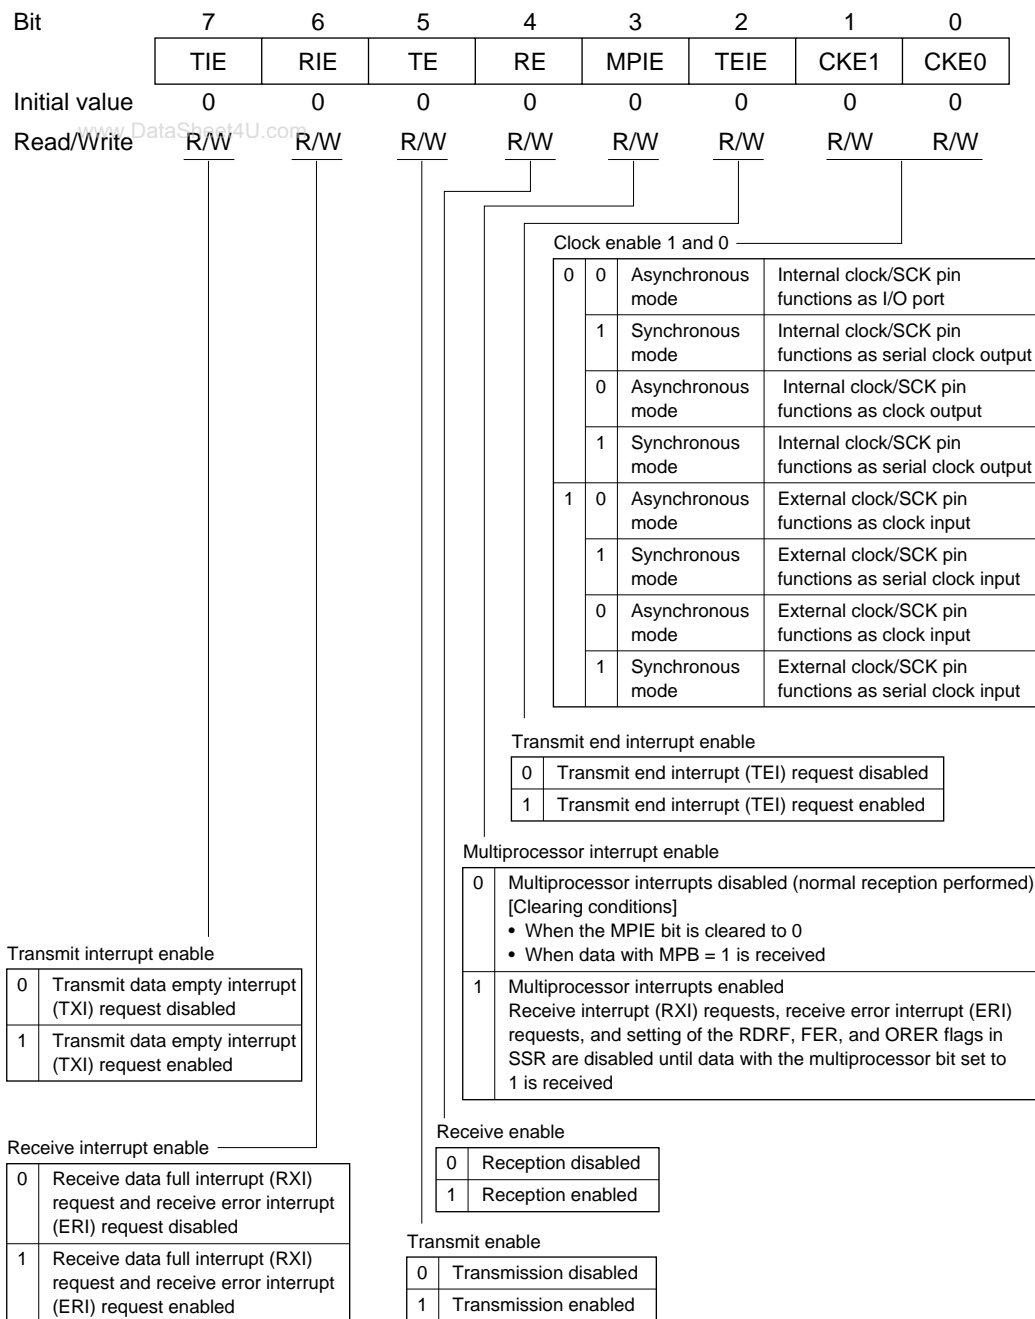 Bit 7 6 5 4 3 2 1 0
TIE RIE TE RE MPIE TEIE CKE1 CKE0
Initial value 0 0 0 0 0 0 0 0
www.DataSheet4U.com
Read/Write R/W R/W R/W R/W R/W R/W R/W R/W
Clock enable 1 and 0
0 0 Asynchronous mode Internal clock/SCK pin functions as I/O port
1 Synchronous mode Internal clock/SCK pin functions as serial clock output
0 Asynchronous mode Internal clock/SCK pin functions as clock output
1 Synchronous mode Internal clock/SCK pin functions as serial clock output
1 0 Asynchronous mode External clock/SCK pin functions as clock input
1 Synchronous mode External clock/SCK pin functions as serial clock input
0 Asynchronous mode External clock/SCK pin functions as clock input
1 Synchronous mode External clock/SCK pin functions as serial clock input
Transmit end interrupt enable
0 Transmit end interrupt (TEI) request disabled
1 Transmit end interrupt (TEI) request enabled
Multiprocessor interrupt enable
0 Multiprocessor interrupts disabled (normal reception performed)
[Clearing conditions]
• When the MPIE bit is cleared to 0
• When data with MPB = 1 is received
1 Multiprocessor interrupts enabled
Receive interrupt (RXI) requests, receive error interrupt (ERI)
requests, and setting of the RDRF, FER, and ORER flags in
SSR are disabled until data with the multiprocessor bit set to
1 is received
Transmit interrupt enable
0 Transmit data empty interrupt
(TXI) request disabled
1 Transmit data empty interrupt
(TXI) request enabled
Receive enable
0 Reception disabled
1 Reception enabled
Receive interrupt enable
0 Receive data full interrupt (RXI)
request and receive error interrupt
(ERI) request disabled
1 Receive data full interrupt (RXI)
request and receive error interrupt
(ERI) request enabled
Transmit enable
0 Transmission disabled
1 Transmission enabled